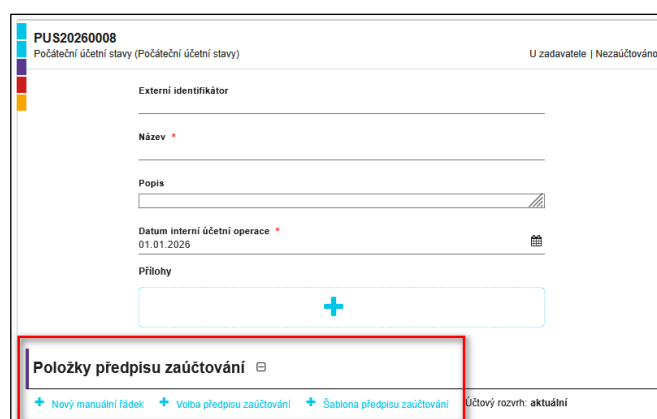 PUS20260008
Počáteční účetní stavy (Počáteční účetní stavy) U zadavatele | Nezaúčtováno
Externí identifikátor
Název *
Popis
Datum interní účetní operace *
01.01.2026
Přílohy
Položky předpisu zaúčtování
Nový manuální řádek Volba předpisu zaúčtování Šablona předpisu zaúčtování Účtový rozvrh: aktuální